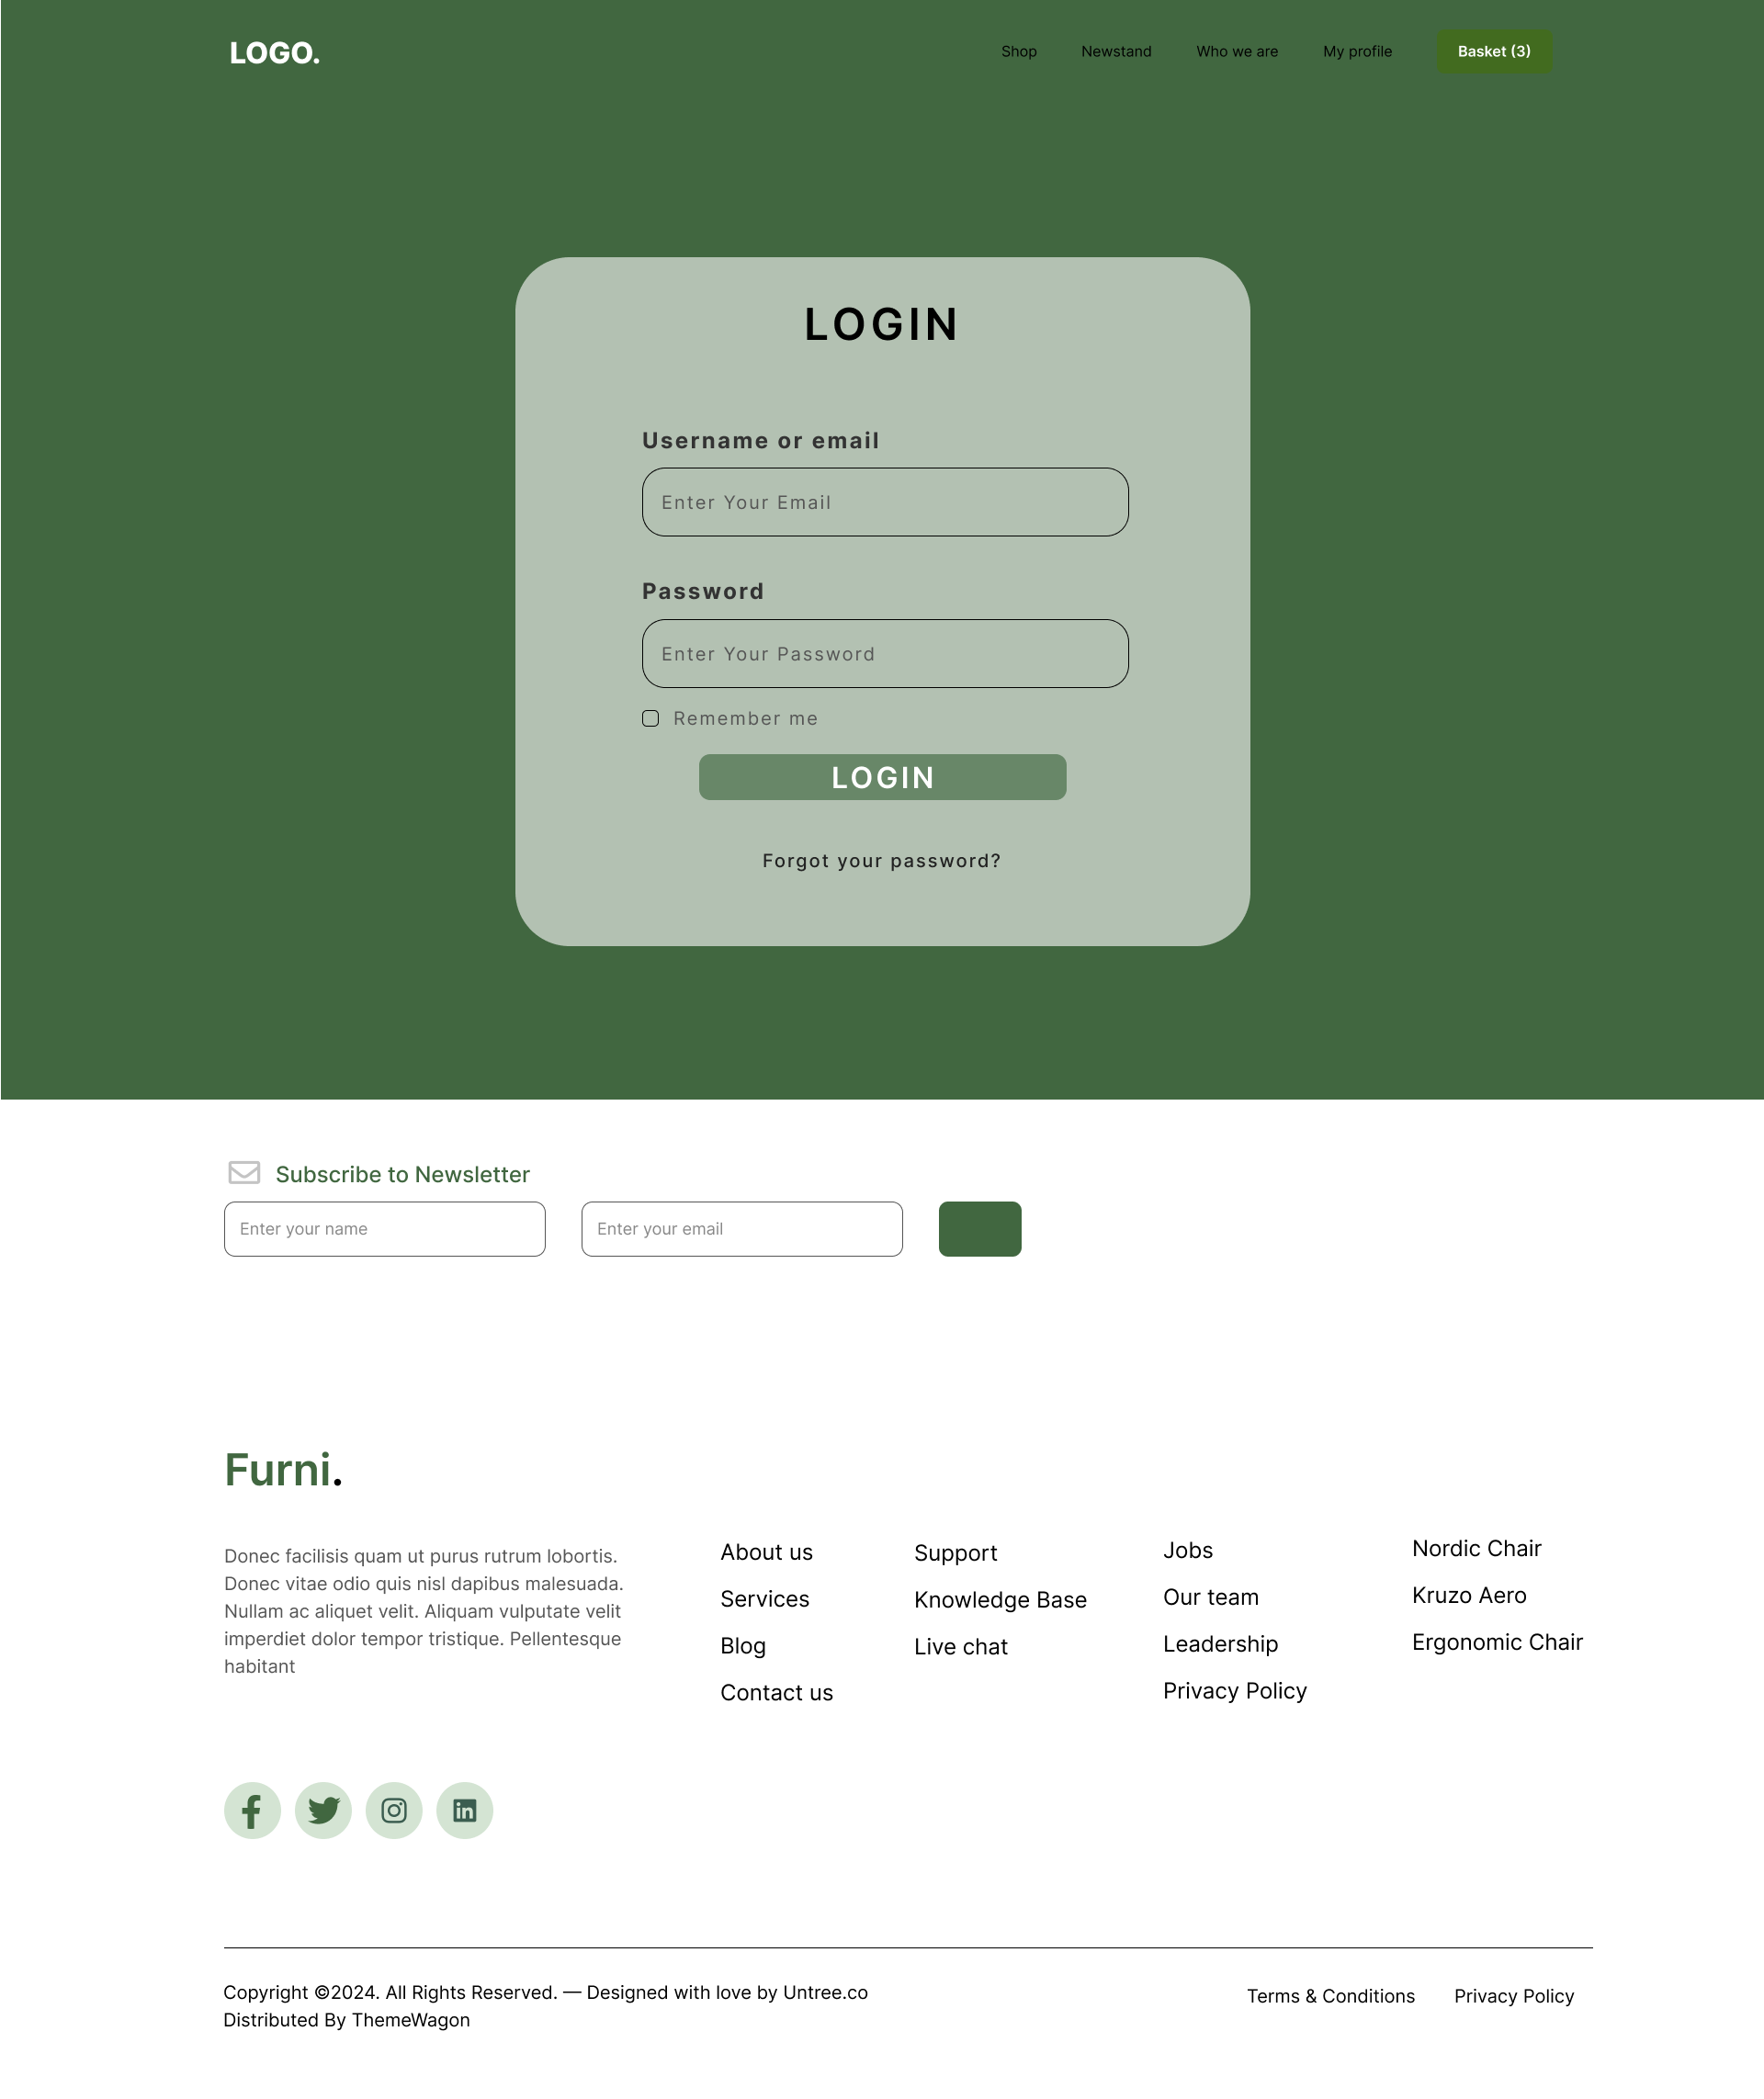 LOGO.
Shop
Newstand
Who we are
My profile
Basket (3)
LOGIN
Username or email
Enter Your Email
Password
Enter Your Password
Remember me
LOGIN
Forgot your password?
Subscribe to Newsletter
Enter your name
Enter your email
Furni.
Donec facilisis quam ut purus rutrum lobortis.
Donec vitae odio quis nisl dapibus malesuada.
Nullam ac aliquet velit. Aliquam vulputate velit
imperdiet dolor tempor tristique. Pellentesque
habitant
About us
Services
Blog
Contact us
Support
Knowledge Base
Live chat
Jobs
Our team
Leadership
Privacy Policy
Nordic Chair
Kruzo Aero
Ergonomic Chair
Copyright ©2024. All Rights Reserved. — Designed with love by Untree.co
Distributed By ThemeWagon
Terms & Conditions
Privacy Policy